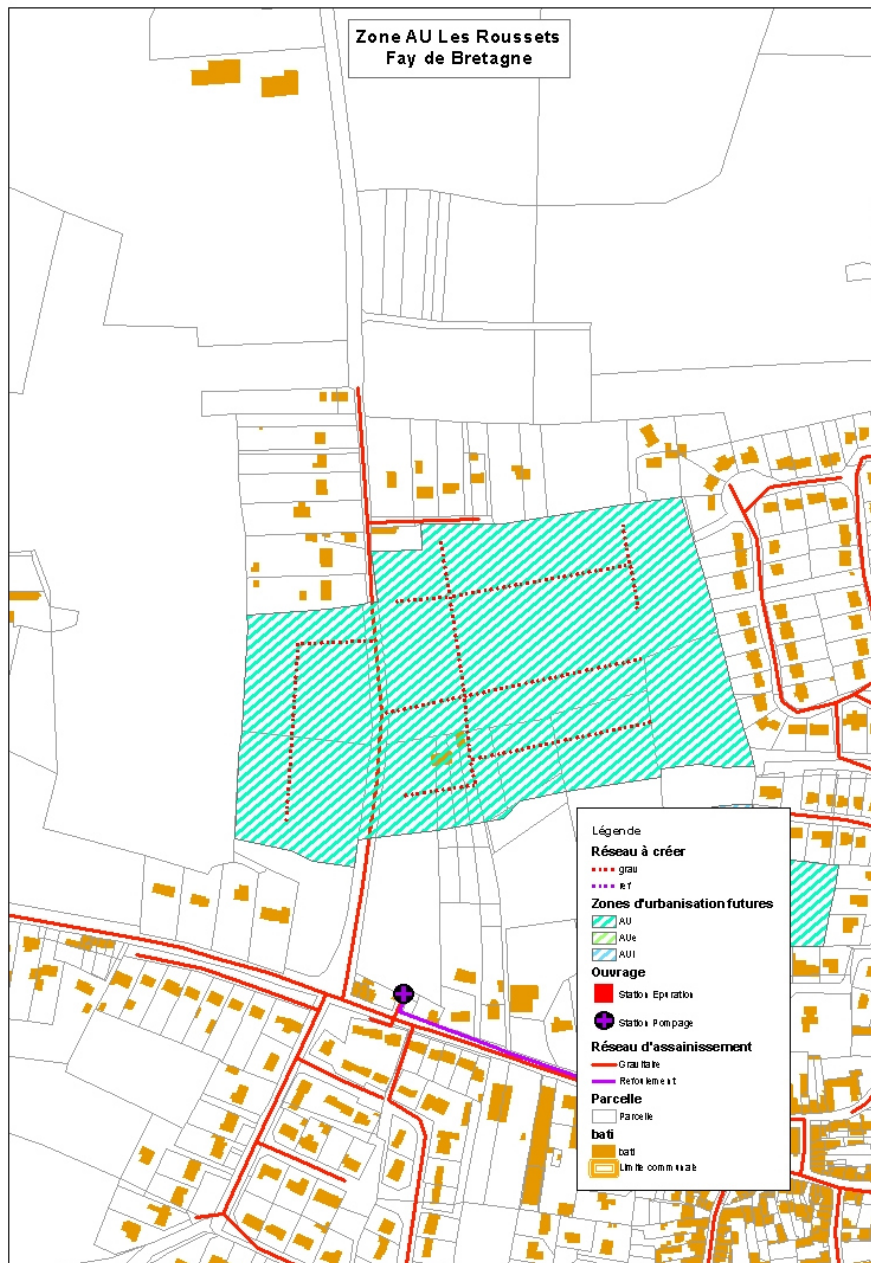 Zone AU Les Roussets
Fay de Bretagne
Légende
Réseau à créer
grau
ref
Zones d'urbanisation futures
AU
AUe
AUl
Ouvrage
Station Epuration
Station Pompage
Réseau d'assainissement
Grauitaire
Refoulement
Parcelle
Parcelle
bati
bati
Limite communale